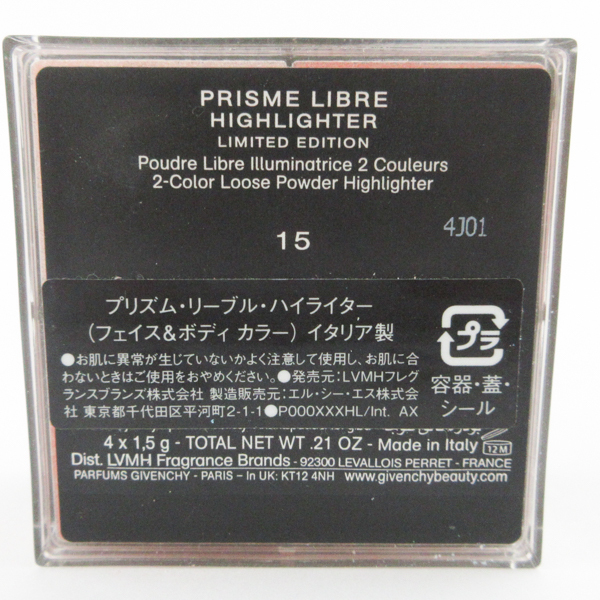 PRISME LIBRE
HIGHLIGHTER
LIMITED EDITION
Poudre Libre Illuminatrice 2 Couleurs
2-Color Loose Powder Highlighter
15
4J01
プリズム・リーブル・ハイライター
(フェイス&ボディ カラー) イタリア製
●お肌に異常が生じていないかよく注意して使用し、お肌に合
わないときはご使用をおやめください。●発売元:LVMHフレグ
ランスブランズ株式会社 製造販売元:エル・シー・エス株式会
社 東京都千代田区平河町2-1-1●P000XXXHL/Int. AX
プラ
容器・蓋・
シール
4 x 1,5 g - TOTAL NET WT .21 OZ - Made in Italy
12M
Dist. LVMH Fragrance Brands - 92300 LEVALLOIS PERRET - FRANCE
PARFUMS GIVENCHY - PARIS - In UK: KT12 4NH www.givenchybeauty.com